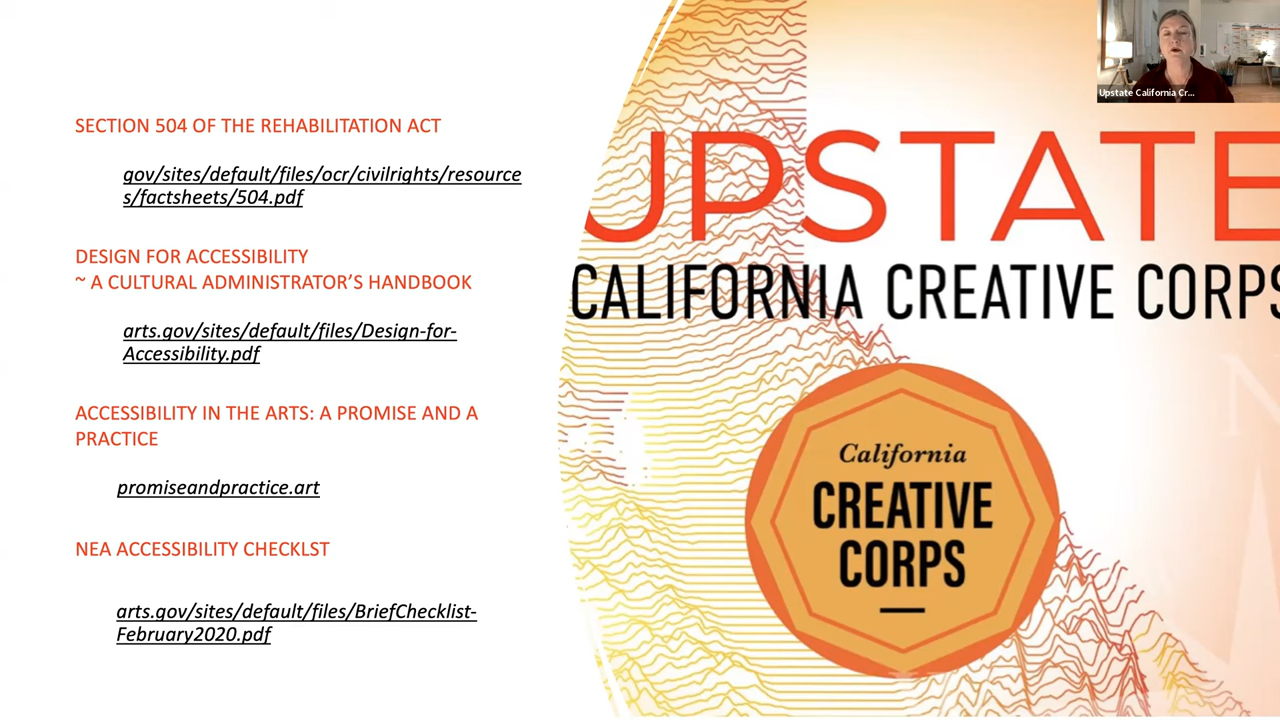 SECTION 504 OF THE REHABILITATION ACT
gov/sites/default/files/ocr/civilrights/resource
s/factsheets/504.pdf
DESIGN FOR ACCESSIBILITY
~ A CULTURAL ADMINISTRATOR'S HANDBOOK
arts.gov/sites/default/files/Design-for-
Accessibility.pdf
ACCESSIBILITY IN THE ARTS: A PROMISE AND A
PRACTICE
promiseandpractice.art
NEA ACCESSIBILITY CHECKLST
arts.gov/sites/default/files/BriefChecklist-
February2020.pdf
Upstate California Cr...
UPSTATE
CALIFORNIA CREATIVE CORPS
California
CREATIVE
CORPS